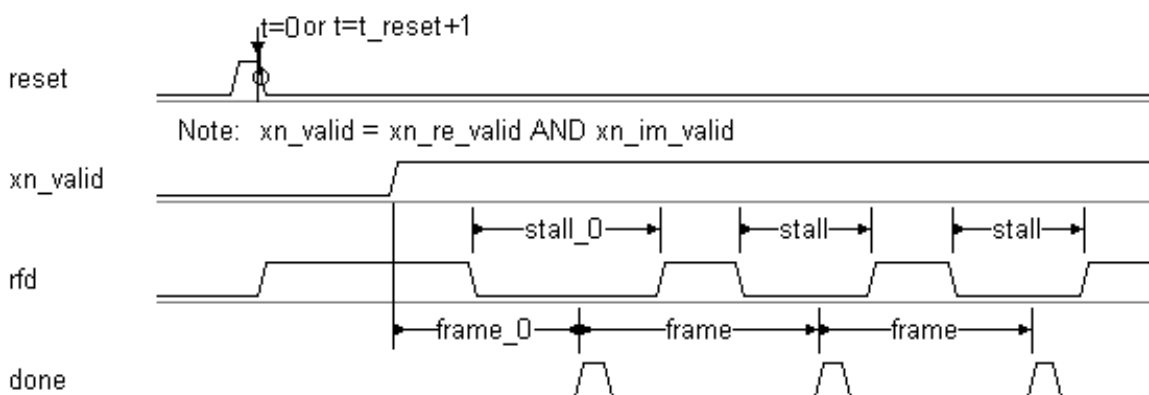 t=0 or t=t_reset+1
reset
Note: xn_valid = xn_re_valid AND xn_im_valid
xn_valid
stall_0 stall stall
rfd
frame_0 frame frame
done